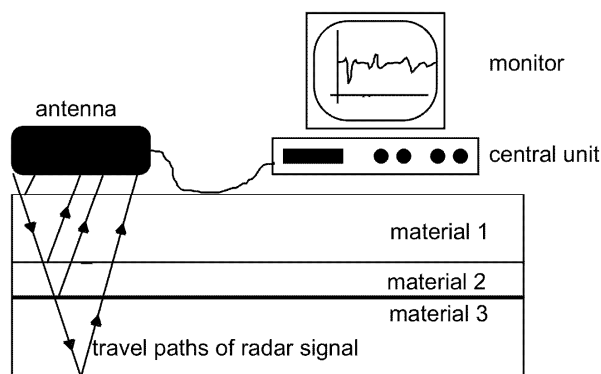 monitor
antenna
central unit
material 1
material 2
material 3
travel paths of radar signal